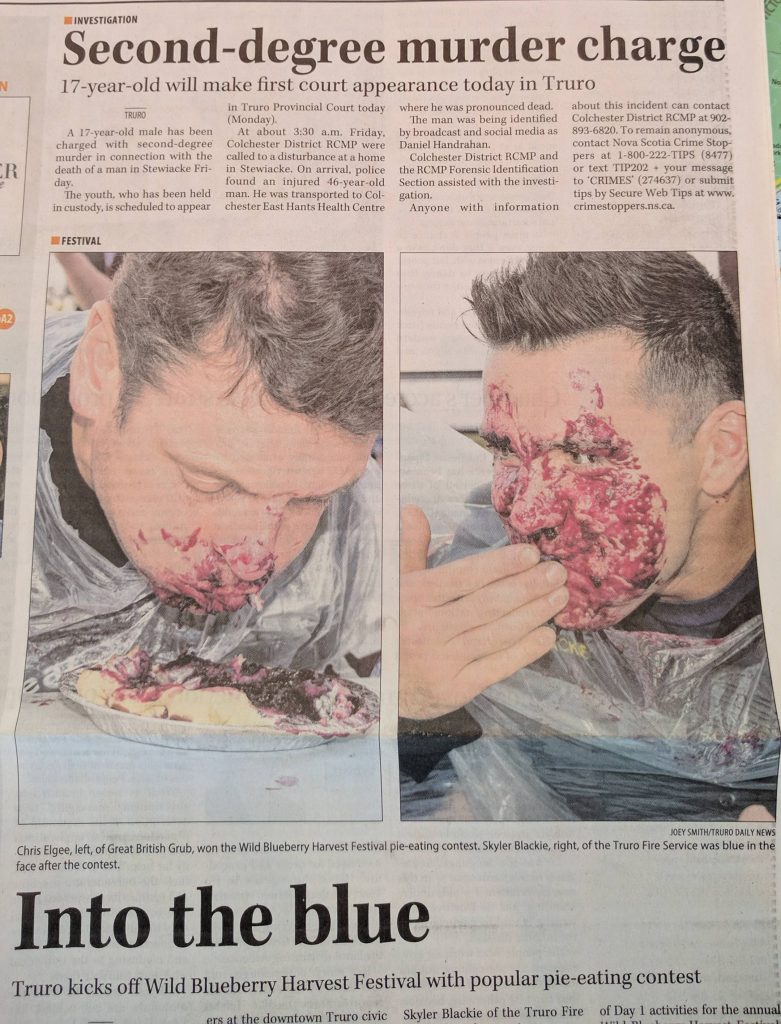 INVESTIGATION
Second-degree murder charge
17-year-old will make first court appearance today in Truro
TRURO
A 17-year-old male has been
charged with second-degree
murder in connection with the
death of a man in Stewiacke Fri-
day.
The youth, who has been held
in custody, is scheduled to appear
in Truro Provincial Court today
(Monday).
At about 3:30 a.m. Friday,
Colchester District RCMP were
called to a disturbance at a home
in Stewiacke. On arrival, police
found an injured 46-year-old
man. He was transported to Col-
chester East Hants Health Centre
where he was pronounced dead.
The man was being identified
by broadcast and social media as
Daniel Handrahan.
Colchester District RCMP and
the RCMP Forensic Identification
Section assisted with the investi-
gation.
Anyone with information
about this incident can contact
Colchester District RCMP at 902-
893-6820. To remain anonymous,
contact Nova Scotia Crime Stop-
pers at 1-800-222-TIPS (8477)
or text TIP202 + your message
to 'CRIMES' (274637) or submit
tips by Secure Web Tips at www.
crimestoppers.ns.ca.
A2
FESTIVAL
JOEY SMITH/TRURO DAILY NEWS
Chris Elgee, left, of Great British Grub, won the Wild Blueberry Harvest Festival pie-eating contest. Skyler Blackie, right, of the Truro Fire Service was blue in the
face after the contest.
Into the blue
Truro kicks off Wild Blueberry Harvest Festival with popular pie-eating contest
ers at the downtown Truro civic
Skyler Blackie of the Truro Fire
of Day 1 activities for the annual